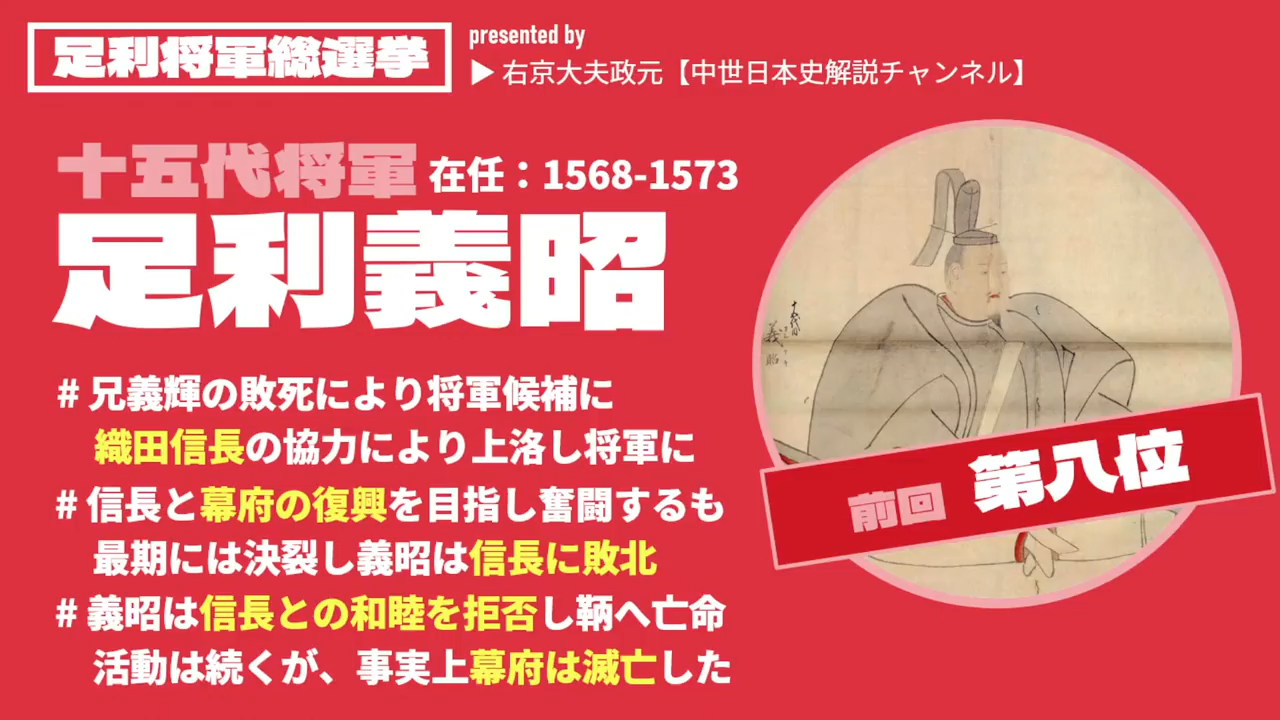 足利将軍総選挙
presented by
▶ 右京大夫政元【中世日本史解説チャンネル】
十五代将軍 在任：1568-1573
足利義昭
# 兄義輝の敗死により将軍候補に
織田信長の協力により上洛し将軍に
# 信長と幕府の復興を目指し奮闘するも
最期には決裂し義昭は信長に敗北
# 義昭は信長との和睦を拒否し鞆へ亡命
活動は続くが、事実上幕府は滅亡した
十五代目
義昭
前回 第八位